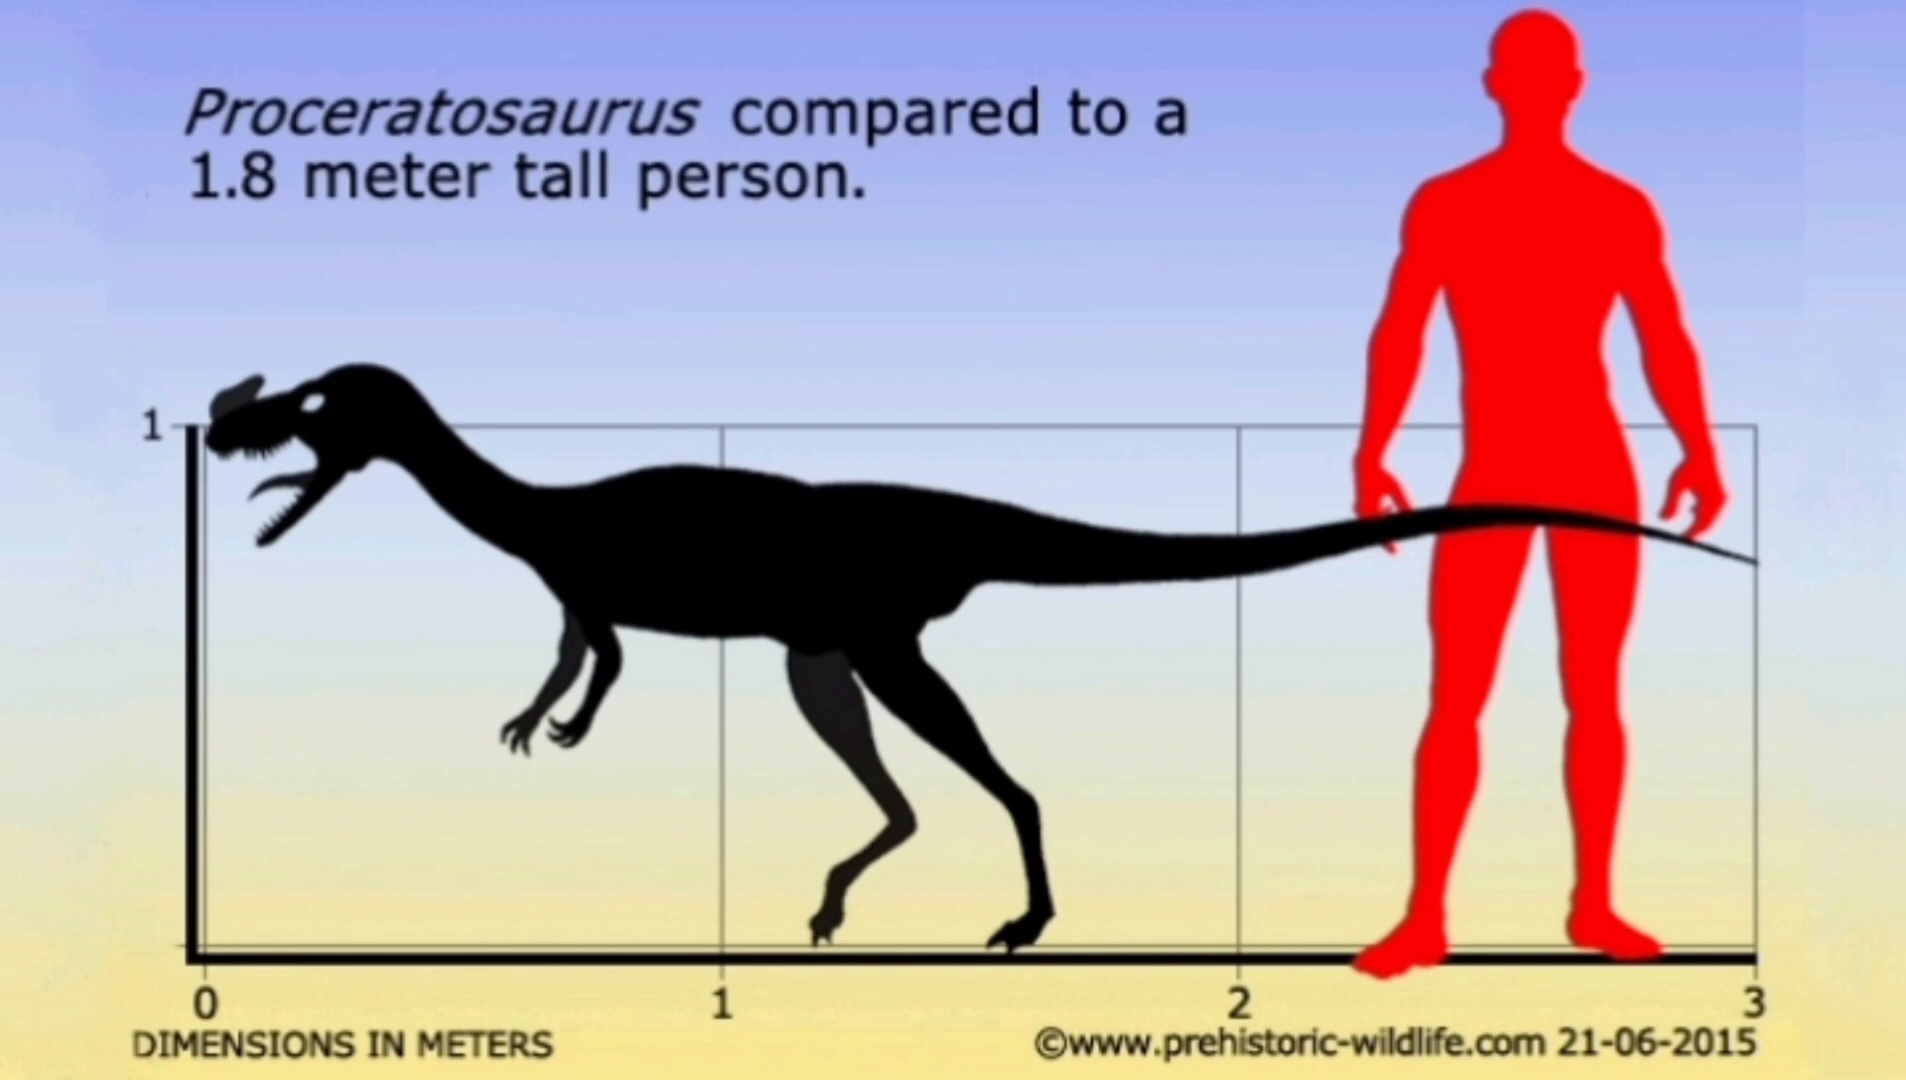 Proceratosaurus compared to a
1.8 meter tall person.
1
0 1 2 3
DIMENSIONS IN METERS
©www.prehistoric-wildlife.com 21-06-2015